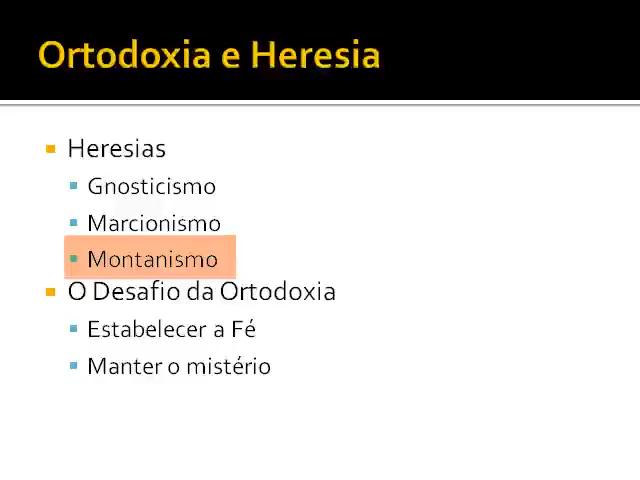 Ortodoxia e Heresia
Heresias
Gnosticismo
Marcionismo
Montanismo
O Desafio da Ortodoxia
Estabelecer a Fé
Manter o mistério